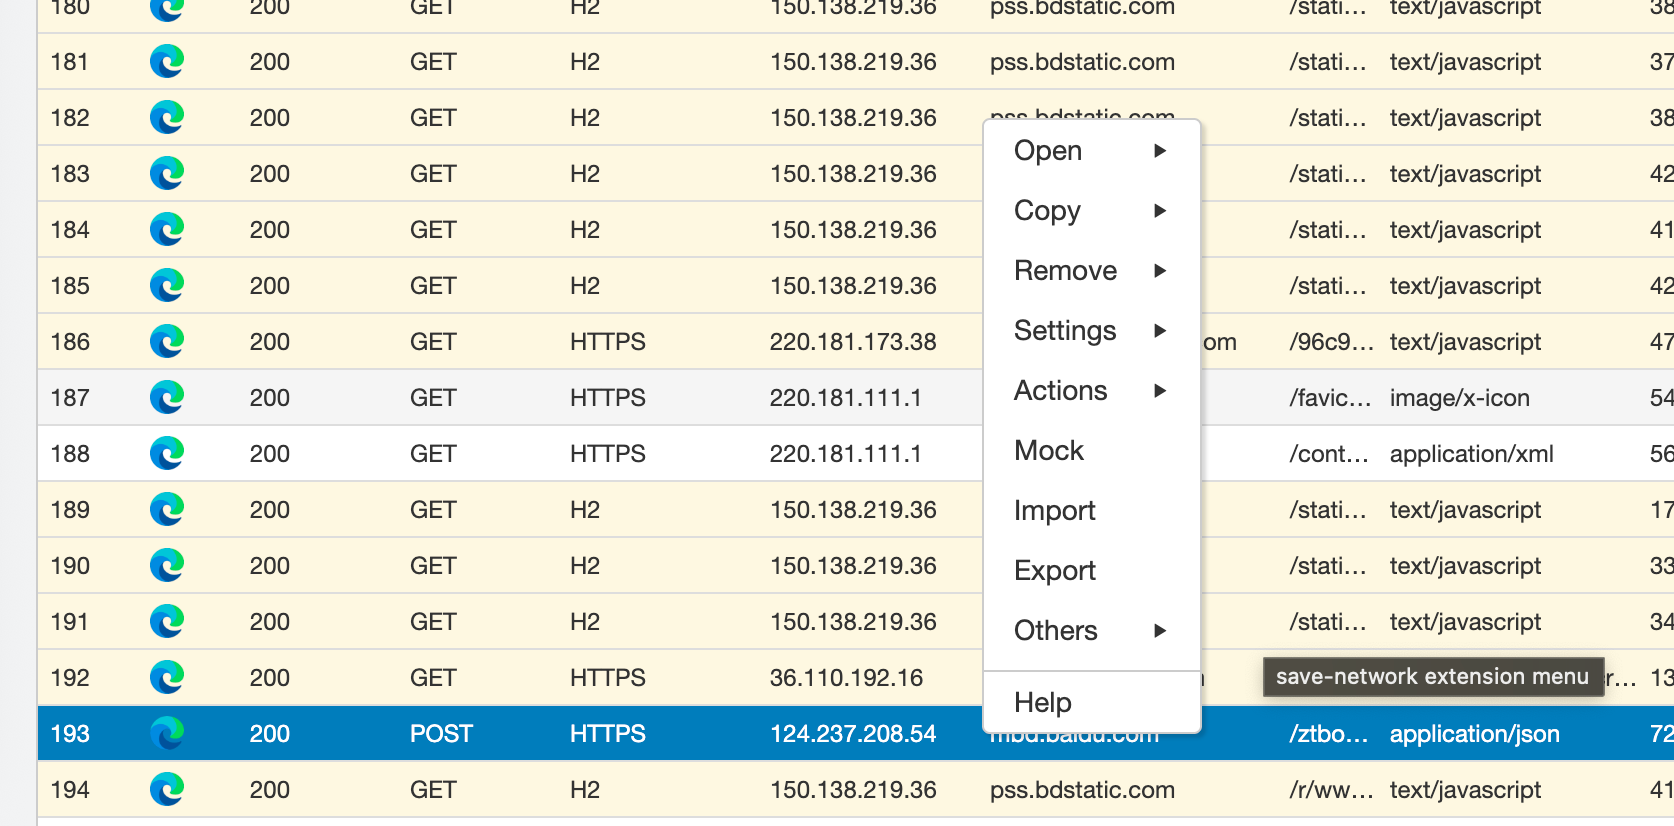 180 200 GET H2 150.138.219.36 pss.bdstatic.com /stati... text/javascript 38
181 200 GET H2 150.138.219.36 pss.bdstatic.com /stati... text/javascript 37
182 200 GET H2 150.138.219.36 pss.bdstatic.com /stati... text/javascript 38
Open
183 200 GET H2 150.138.219.36 /stati... text/javascript 42
Copy
184 200 GET H2 150.138.219.36 /stati... text/javascript 41
Remove
185 200 GET H2 150.138.219.36 /stati... text/javascript 42
Settings
186 200 GET HTTPS 220.181.173.38 om /96c9... text/javascript 47
Actions
187 200 GET HTTPS 220.181.111.1 /favic... image/x-icon 54
Mock
188 200 GET HTTPS 220.181.111.1 /cont... application/xml 56
Import
189 200 GET H2 150.138.219.36 /stati... text/javascript 17
Export
190 200 GET H2 150.138.219.36 /stati... text/javascript 33
Others
191 200 GET H2 150.138.219.36 /stati... text/javascript 34
192 200 GET HTTPS 36.110.192.16 save-network extension menu r... 13
Help
193 200 POST HTTPS 124.237.208.54 mbd.baidu.com /ztbo... application/json 72
194 200 GET H2 150.138.219.36 pss.bdstatic.com /r/ww... text/javascript 41